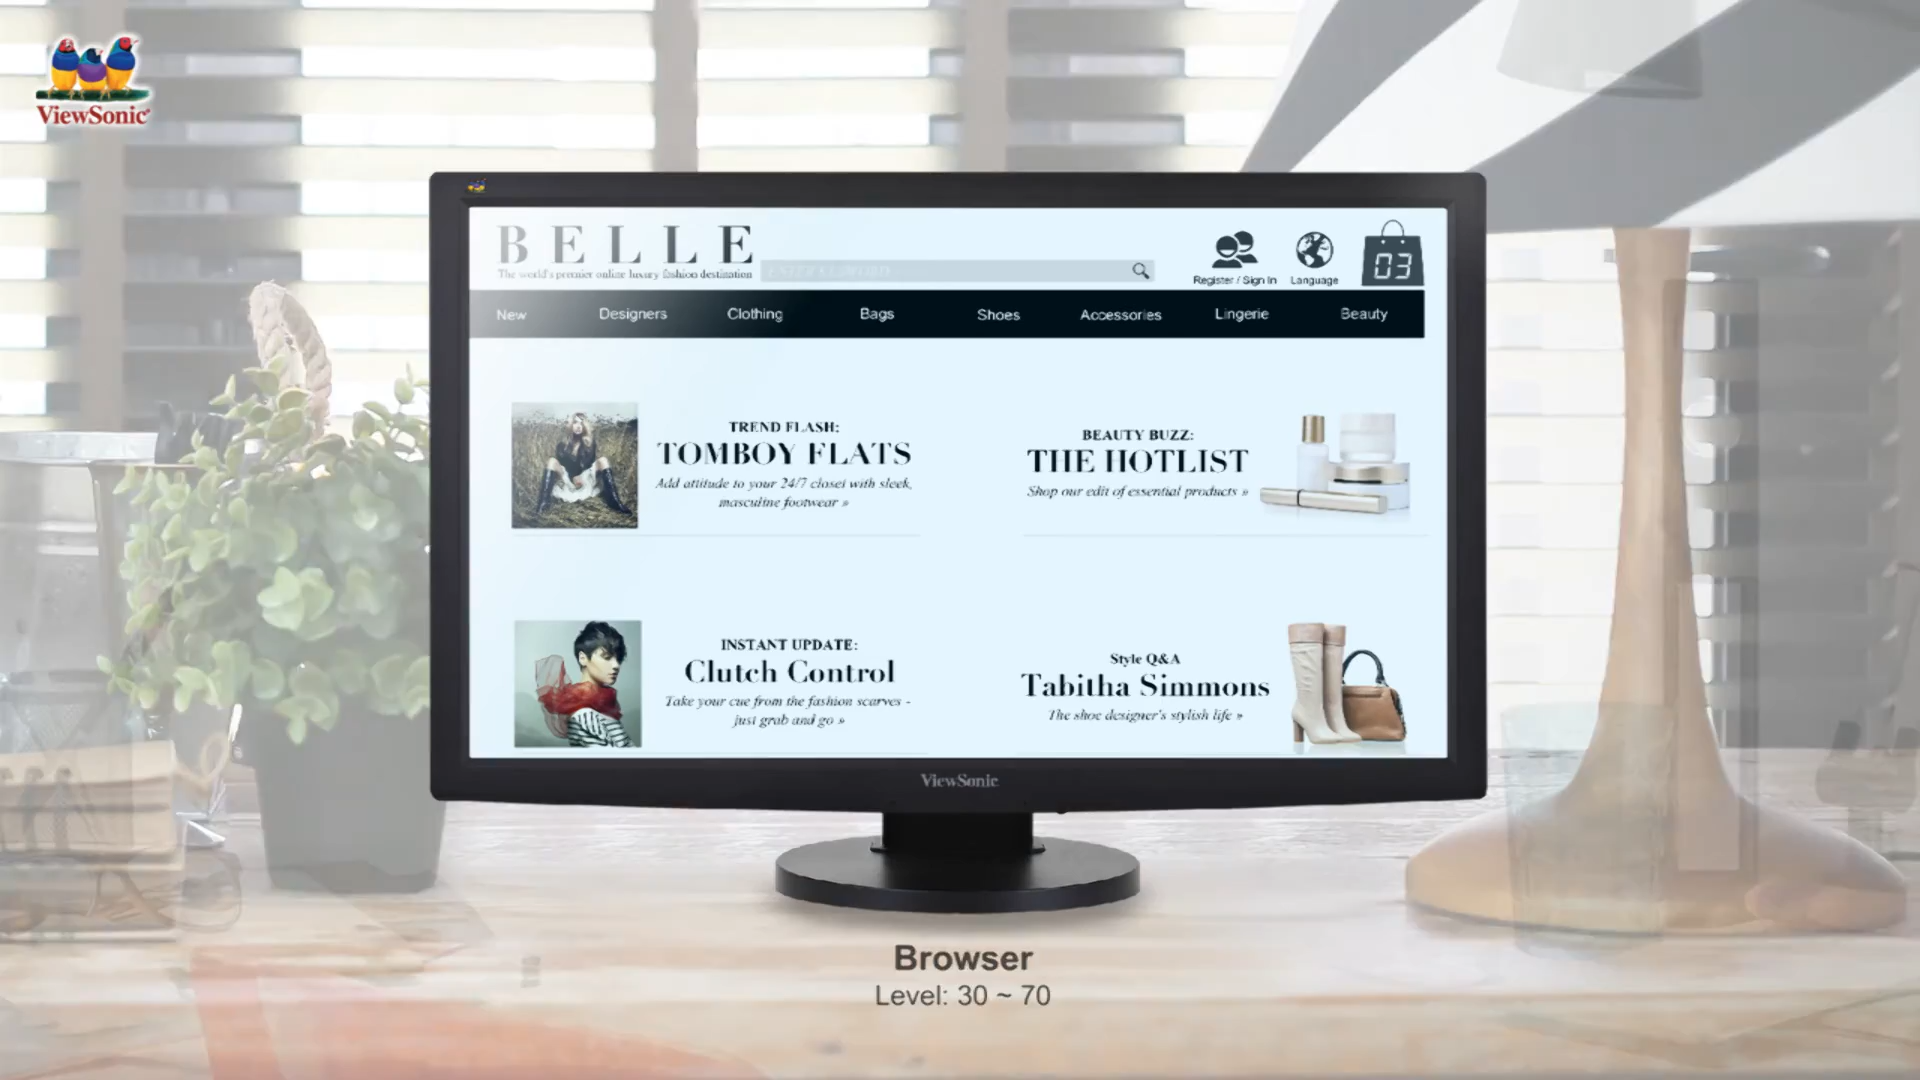 ViewSonic
BELLE
The world's premier online luxury fashion destination
Register / Sign In
Language
03
New
Designers
Clothing
Bags
Shoes
Accessories
Lingerie
Beauty
TREND FLASH:
TOMBOY FLATS
Add attitude to your 24/7 closet with sleek,
masculine footwear »
BEAUTY BUZZ:
THE HOTLIST
Shop our edit of essential products »
INSTANT UPDATE:
Clutch Control
Take your cue from the fashion scarves -
just grab and go »
Style Q&A
Tabitha Simmons
The shoe designer's stylish life »
ViewSonic
Browser
Level: 30 ~ 70